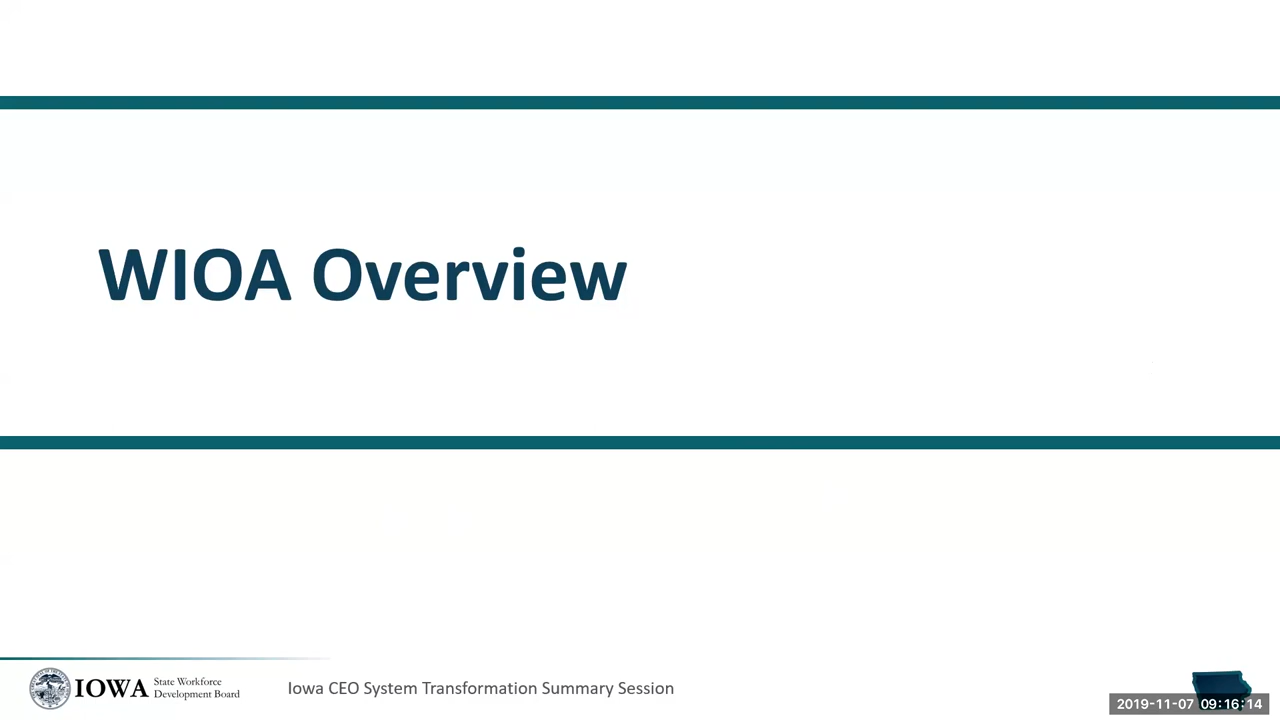 WIOA Overview
IOWA
State Workforce
Development Board
Iowa CEO System Transformation Summary Session
2019-11-07 09:16:14